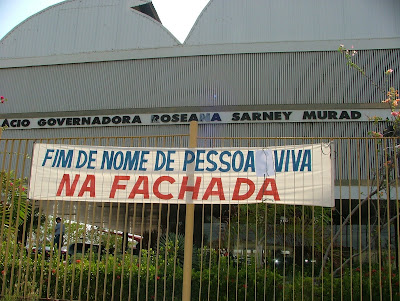 ÁCIO GOVERNADORA ROSEANA SARNEY MURAD
FIM DE NOME DE PESSOA VIVA
NA FACHADA